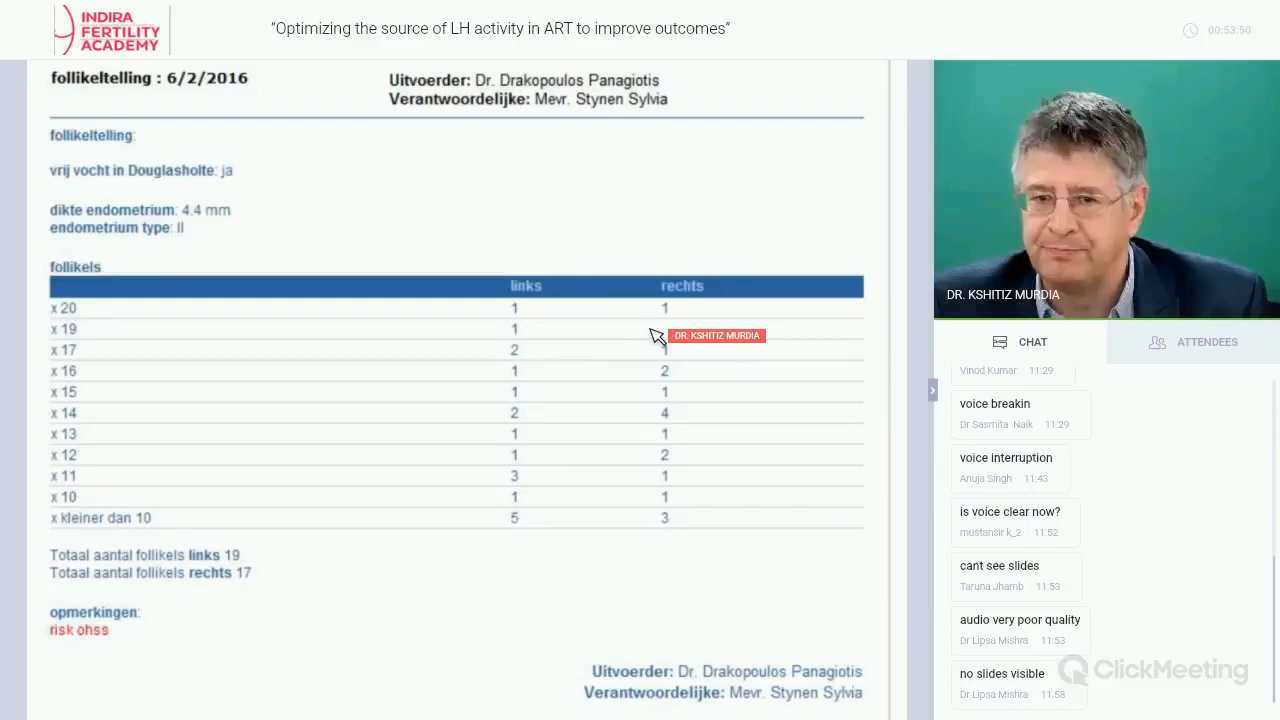 INDIRA
FERTILITY
ACADEMY
“Optimizing the source of LH activity in ART to improve outcomes”
00:53:50
follikeltelling : 6/2/2016
Uitvoerder: Dr. Drakopoulos Panagiotis
Verantwoordelijke: Mevr. Stynen Sylvia
follikeltelling:
vrij vocht in Douglasholte: ja
dikte endometrium: 4.4 mm
endometrium type: II
follikels
links rechts
x 20 1 1
x 19 1
x 17 2 1
x 16 1 2
x 15 1 1
x 14 2 4
x 13 1 1
x 12 1 2
x 11 3 1
x 10 1 1
x kleiner dan 10 5 3
Totaal aantal follikels links 19
Totaal aantal follikels rechts 17
opmerkingen:
risk ohss
Uitvoerder: Dr. Drakopoulos Panagiotis
Verantwoordelijke: Mevr. Stynen Sylvia
DR. KSHITIZ MURDIA
DR. KSHITIZ MURDIA
CHAT
ATTENDEES
Vinod Kumar 11:29
voice breakin
Dr Sasmita Naik 11:29
voice interruption
Anuja Singh 11:43
is voice clear now?
mustansir k_2 11:52
cant see slides
Taruna Jhamb 11:53
audio very poor quality
Dr Lipsa Mishra 11:53
no slides visible
Dr Lipsa Mishra 11:58
ClickMeeting